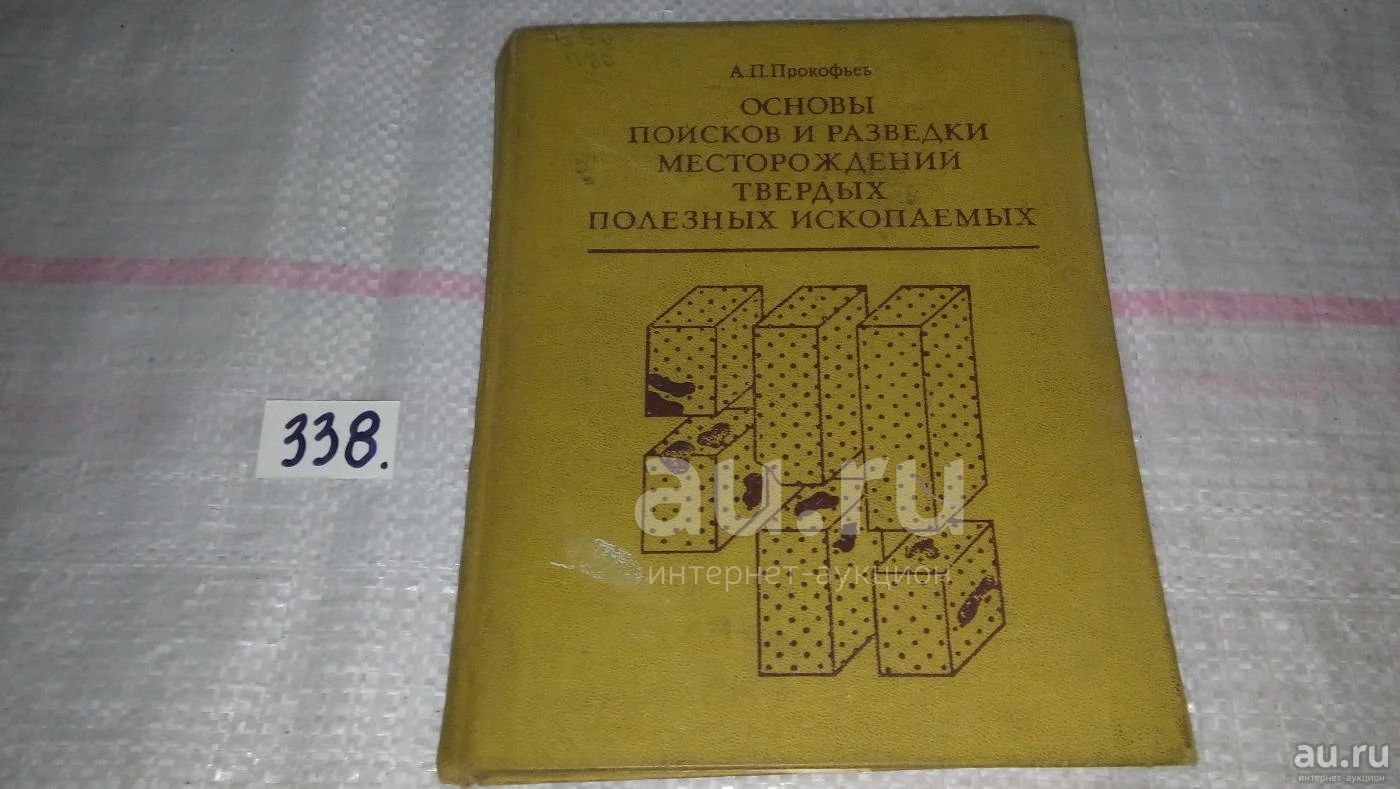 А.П.Прокофьев
ОСНОВЫ
ПОИСКОВ И РАЗВЕДКИ
МЕСТОРОЖДЕНИЙ
ТВЕРДЫХ
ПОЛЕЗНЫХ ИСКОПАЕМЫХ
338.
au.ru
интернет-аукцион
au.ru
интернет-аукцион